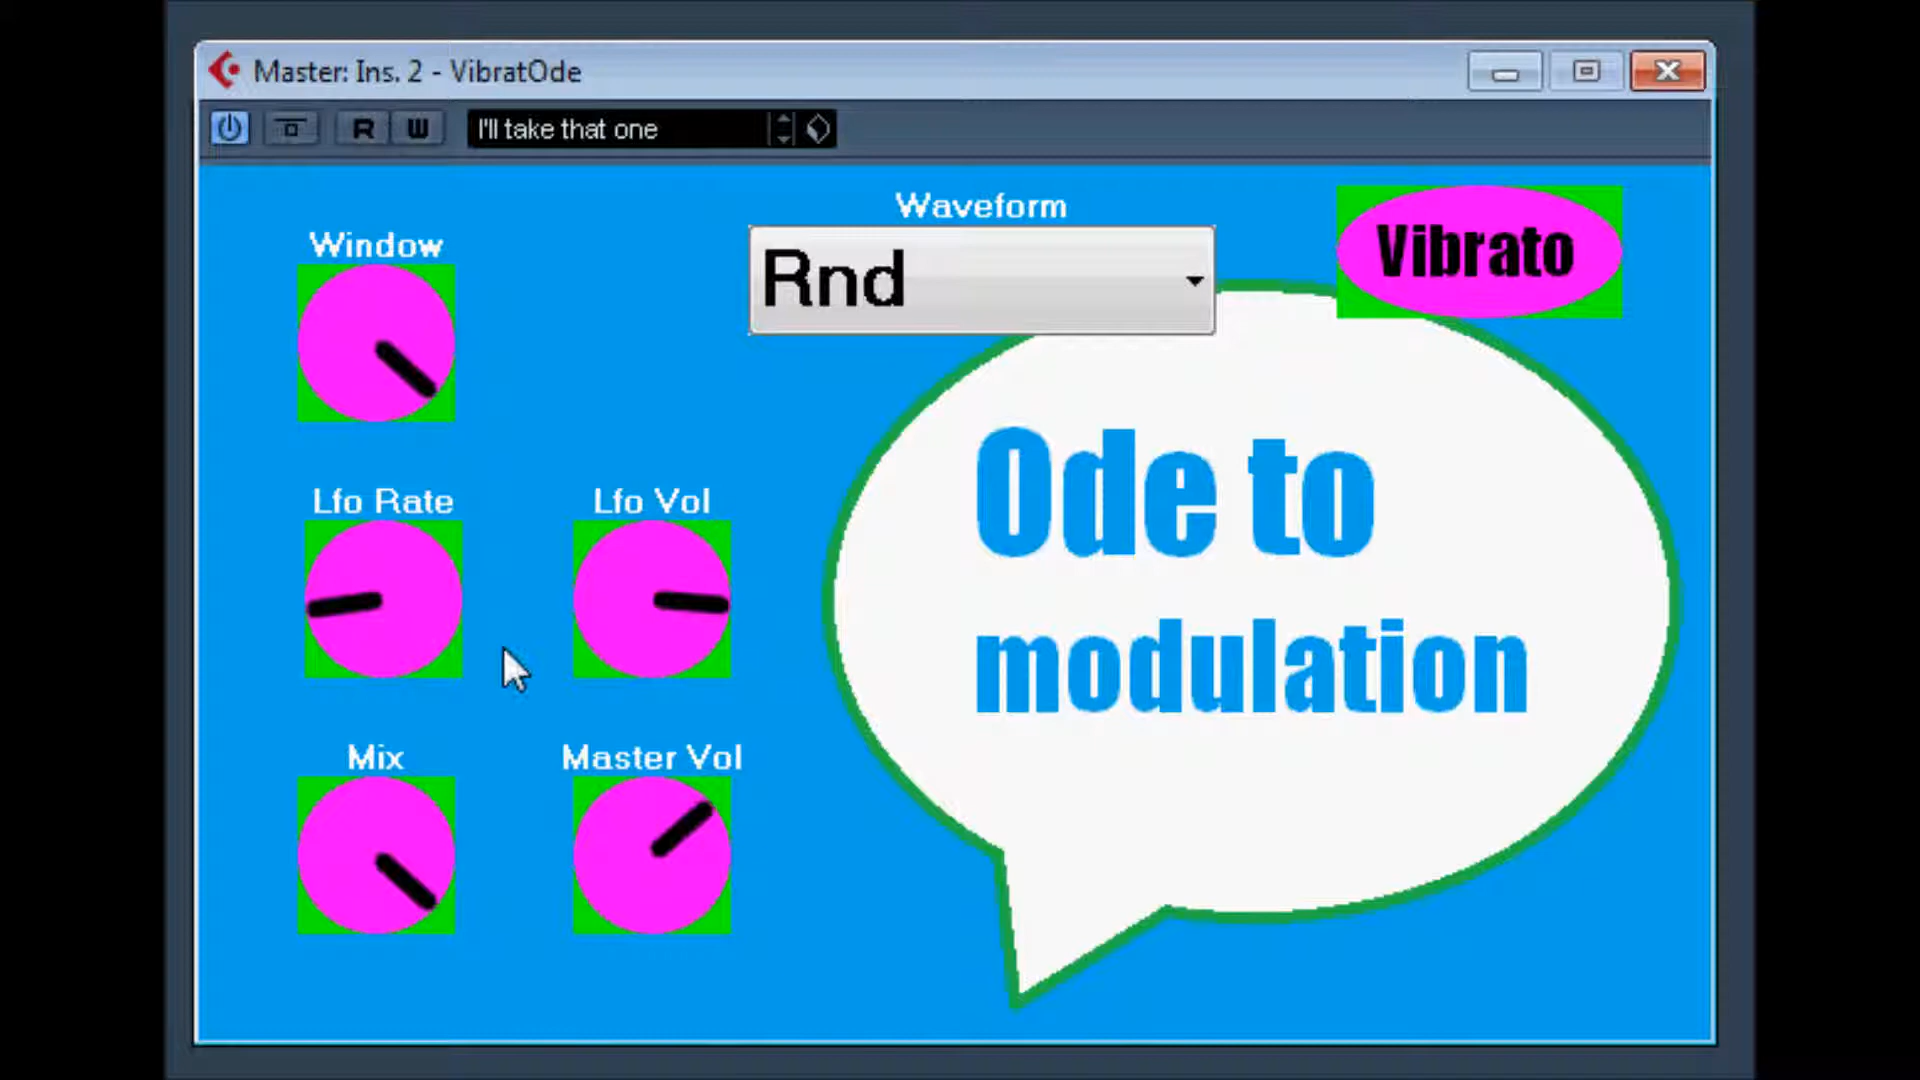 Master: Ins. 2 - VibratOde
R W I'll take that one
Waveform
Rnd
Vibrato
Window
Lfo Rate
Lfo Vol
Mix
Master Vol
Ode to
modulation